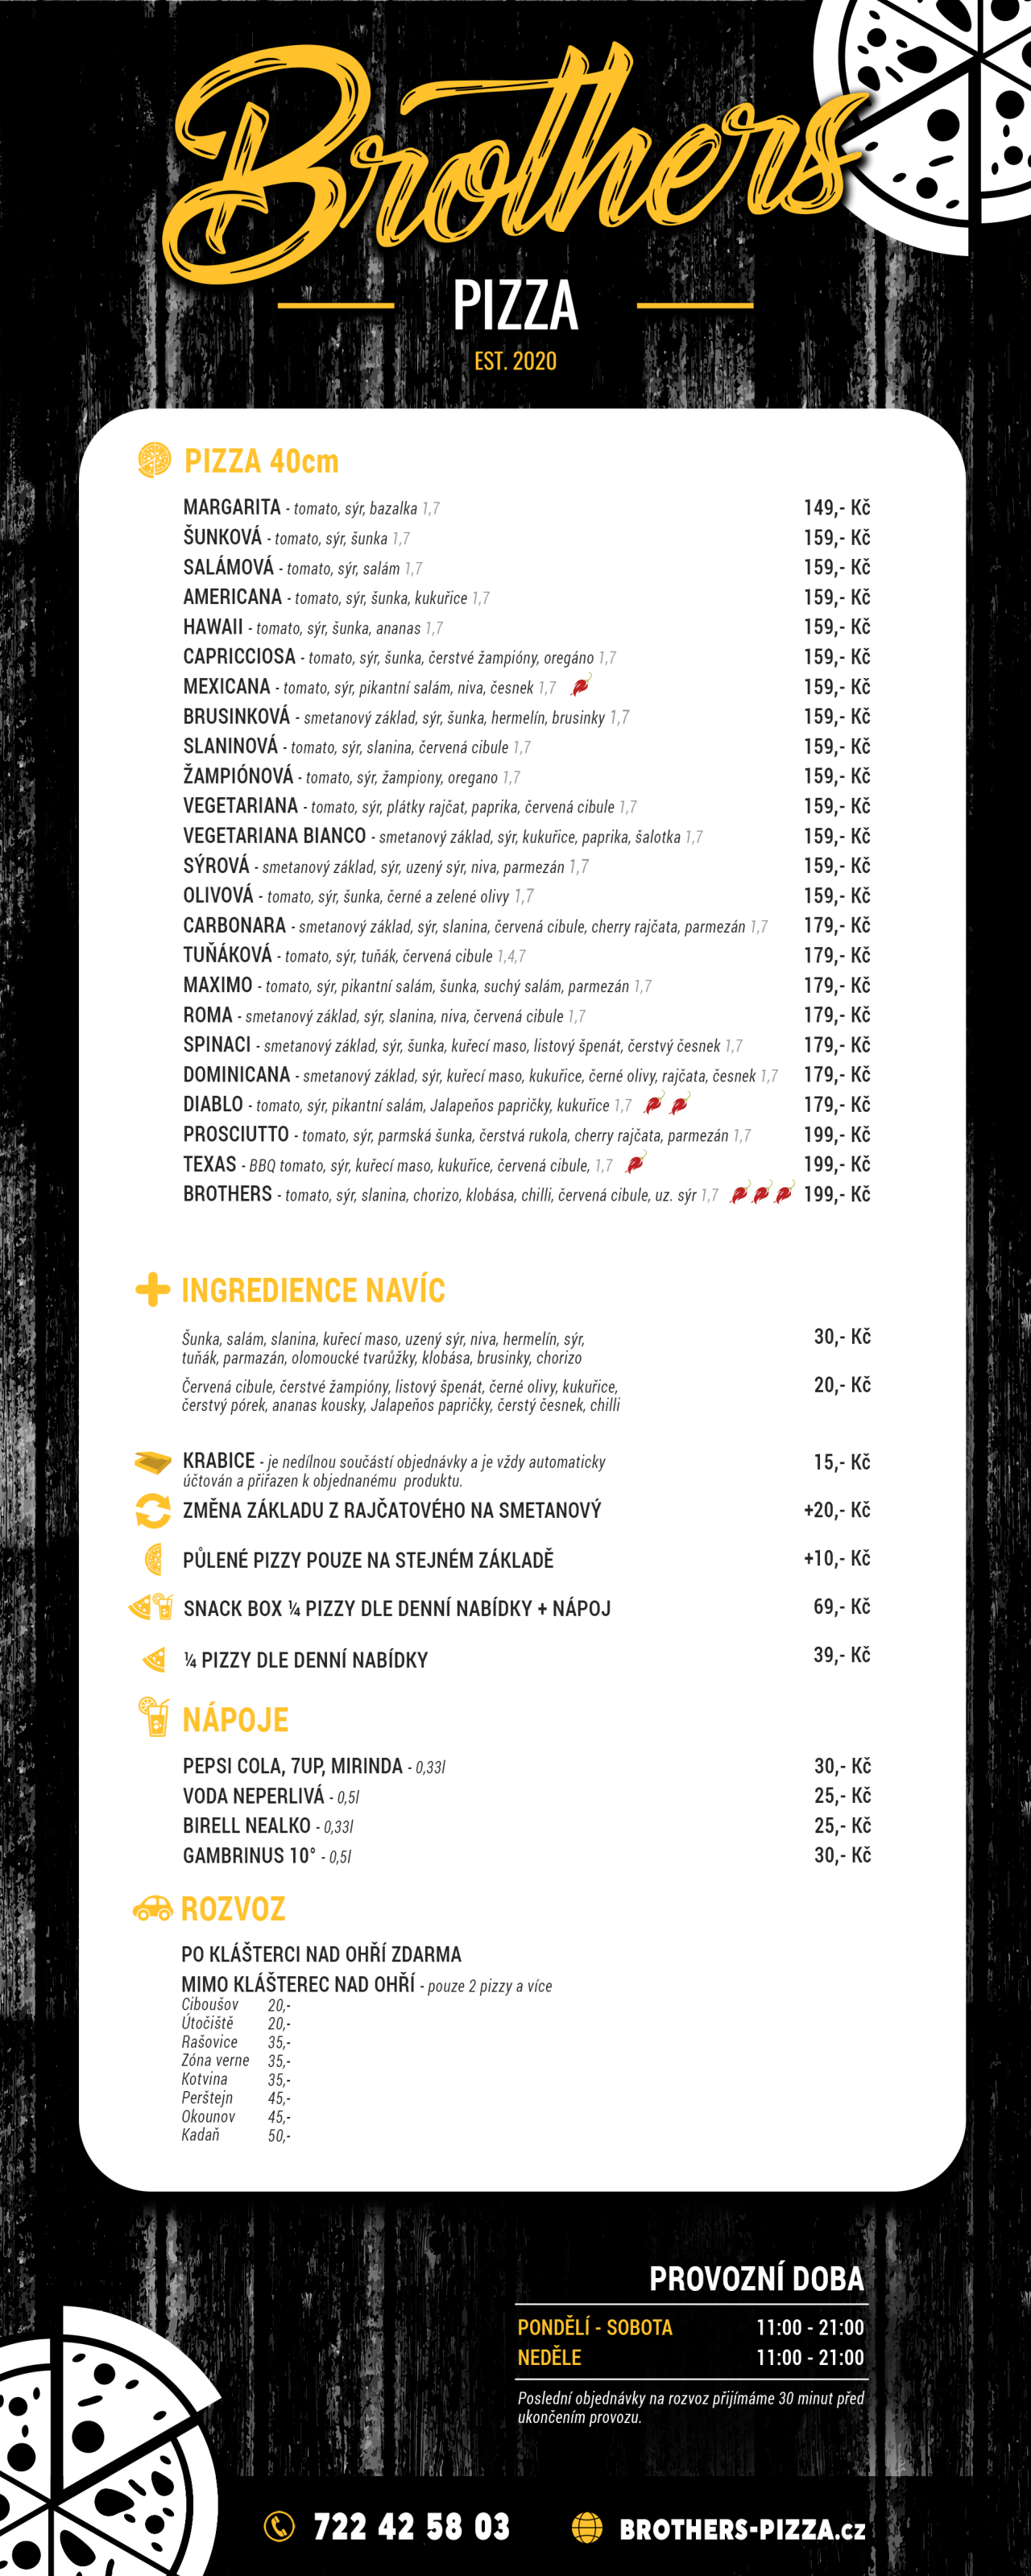 Brothers
PIZZA
EST. 2020
PIZZA 40cm
MARGARITA - tomato, sýr, bazalka 1,7 149,- Kč
ŠUNKOVÁ - tomato, sýr, šunka 1,7 159,- Kč
SALÁMOVÁ - tomato, sýr, salám 1,7 159,- Kč
AMERICANA - tomato, sýr, šunka, kukuřice 1,7 159,- Kč
HAWAII - tomato, sýr, šunka, ananas 1,7 159,- Kč
CAPRICCIOSA - tomato, sýr, šunka, čerstvé žampióny, oregáno 1,7 159,- Kč
MEXICANA - tomato, sýr, pikantní salám, niva, česnek 1,7 159,- Kč
BRUSINKOVÁ - smetanový základ, sýr, šunka, hermelín, brusinky 1,7 159,- Kč
SLANINOVÁ - tomato, sýr, slanina, červená cibule 1,7 159,- Kč
ŽAMPIÓNOVÁ - tomato, sýr, žampiony, oregano 1,7 159,- Kč
VEGETARIANA - tomato, sýr, plátky rajčat, paprika, červená cibule 1,7 159,- Kč
VEGETARIANA BIANCO - smetanový základ, sýr, kukuřice, paprika, šalotka 1,7 159,- Kč
SÝROVÁ - smetanový základ, sýr, uzený sýr, niva, parmezán 1,7 159,- Kč
OLIVOVÁ - tomato, sýr, šunka, černé a zelené olivy 1,7 159,- Kč
CARBONARA - smetanový základ, sýr, slanina, červená cibule, cherry rajčata, parmezán 1,7 179,- Kč
TUŇÁKOVÁ - tomato, sýr, tuňák, červená cibule 1,4,7 179,- Kč
MAXIMO - tomato, sýr, pikantní salám, šunka, suchý salám, parmezán 1,7 179,- Kč
ROMA - smetanový základ, sýr, slanina, niva, červená cibule 1,7 179,- Kč
SPINACI - smetanový základ, sýr, šunka, kuřecí maso, listový špenát, čerstvý česnek 1,7 179,- Kč
DOMINICANA - smetanový základ, sýr, kuřecí maso, kukuřice, černé olivy, rajčata, česnek 1,7 179,- Kč
DIABLO - tomato, sýr, pikantní salám, Jalapeňos papričky, kukuřice 1,7 179,- Kč
PROSCIUTTO - tomato, sýr, parmská šunka, čerstvá rukola, cherry rajčata, parmezán 1,7 199,- Kč
TEXAS - BBQ tomato, sýr, kuřecí maso, kukuřice, červená cibule, 1,7 199,- Kč
BROTHERS - tomato, sýr, slanina, chorizo, klobása, chilli, červená cibule, uz. sýr 1,7 199,- Kč
INGREDIENCE NAVÍC
Šunka, salám, slanina, kuřecí maso, uzený sýr, niva, hermelín, sýr, 30,- Kč
tuňák, parmazán, olomoucké tvarůžky, klobása, brusinky, chorizo
Červená cibule, čerstvé žampióny, listový špenát, černé olivy, kukuřice, 20,- Kč
čerstvý pórek, ananas kousky, Jalapeňos papričky, čerstý česnek, chilli
KRABICE - je nedílnou součástí objednávky a je vždy automaticky 15,- Kč
účtován a přiřazen k objednanému produktu.
ZMĚNA ZÁKLADU Z RAJČATOVÉHO NA SMETANOVÝ +20,- Kč
PŮLENÉ PIZZY POUZE NA STEJNÉM ZÁKLADĚ +10,- Kč
SNACK BOX ¼ PIZZY DLE DENNÍ NABÍDKY + NÁPOJ 69,- Kč
¼ PIZZY DLE DENNÍ NABÍDKY 39,- Kč
NÁPOJE
PEPSI COLA, 7UP, MIRINDA - 0,33l 30,- Kč
VODA NEPERLIVÁ - 0,5l 25,- Kč
BIRELL NEALKO - 0,33l 25,- Kč
GAMBRINUS 10° - 0,5l 30,- Kč
ROZVOZ
PO KLÁŠTERCI NAD OHŘÍ ZDARMA
MIMO KLÁŠTEREC NAD OHŘÍ - pouze 2 pizzy a více
Ciboušov 20,-
Útočiště 20,-
Rašovice 35,-
Zóna verne 35,-
Kotvina 35,-
Perštejn 45,-
Okounov 45,-
Kadaň 50,-
PROVOZNÍ DOBA
PONDĚLÍ - SOBOTA 11:00 - 21:00
NEDĚLE 11:00 - 21:00
Poslední objednávky na rozvoz přijímáme 30 minut před
ukončením provozu.
722 42 58 03 BROTHERS-PIZZA.cz